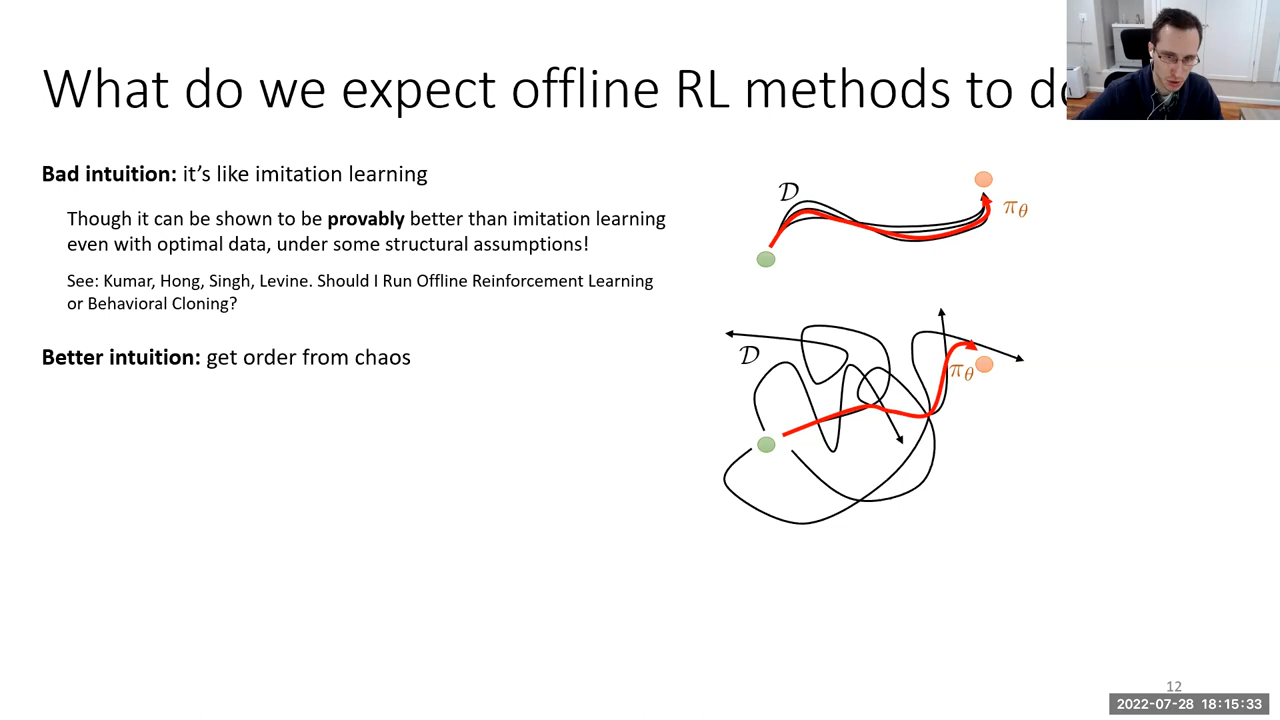 What do we expect offline RL methods to do
Bad intuition: it's like imitation learning
Though it can be shown to be provably better than imitation learning
even with optimal data, under some structural assumptions!
See: Kumar, Hong, Singh, Levine. Should I Run Offline Reinforcement Learning
or Behavioral Cloning?
Better intuition: get order from chaos
𝒟
πθ
𝒟
πθ
12
2022-07-28 18:15:33